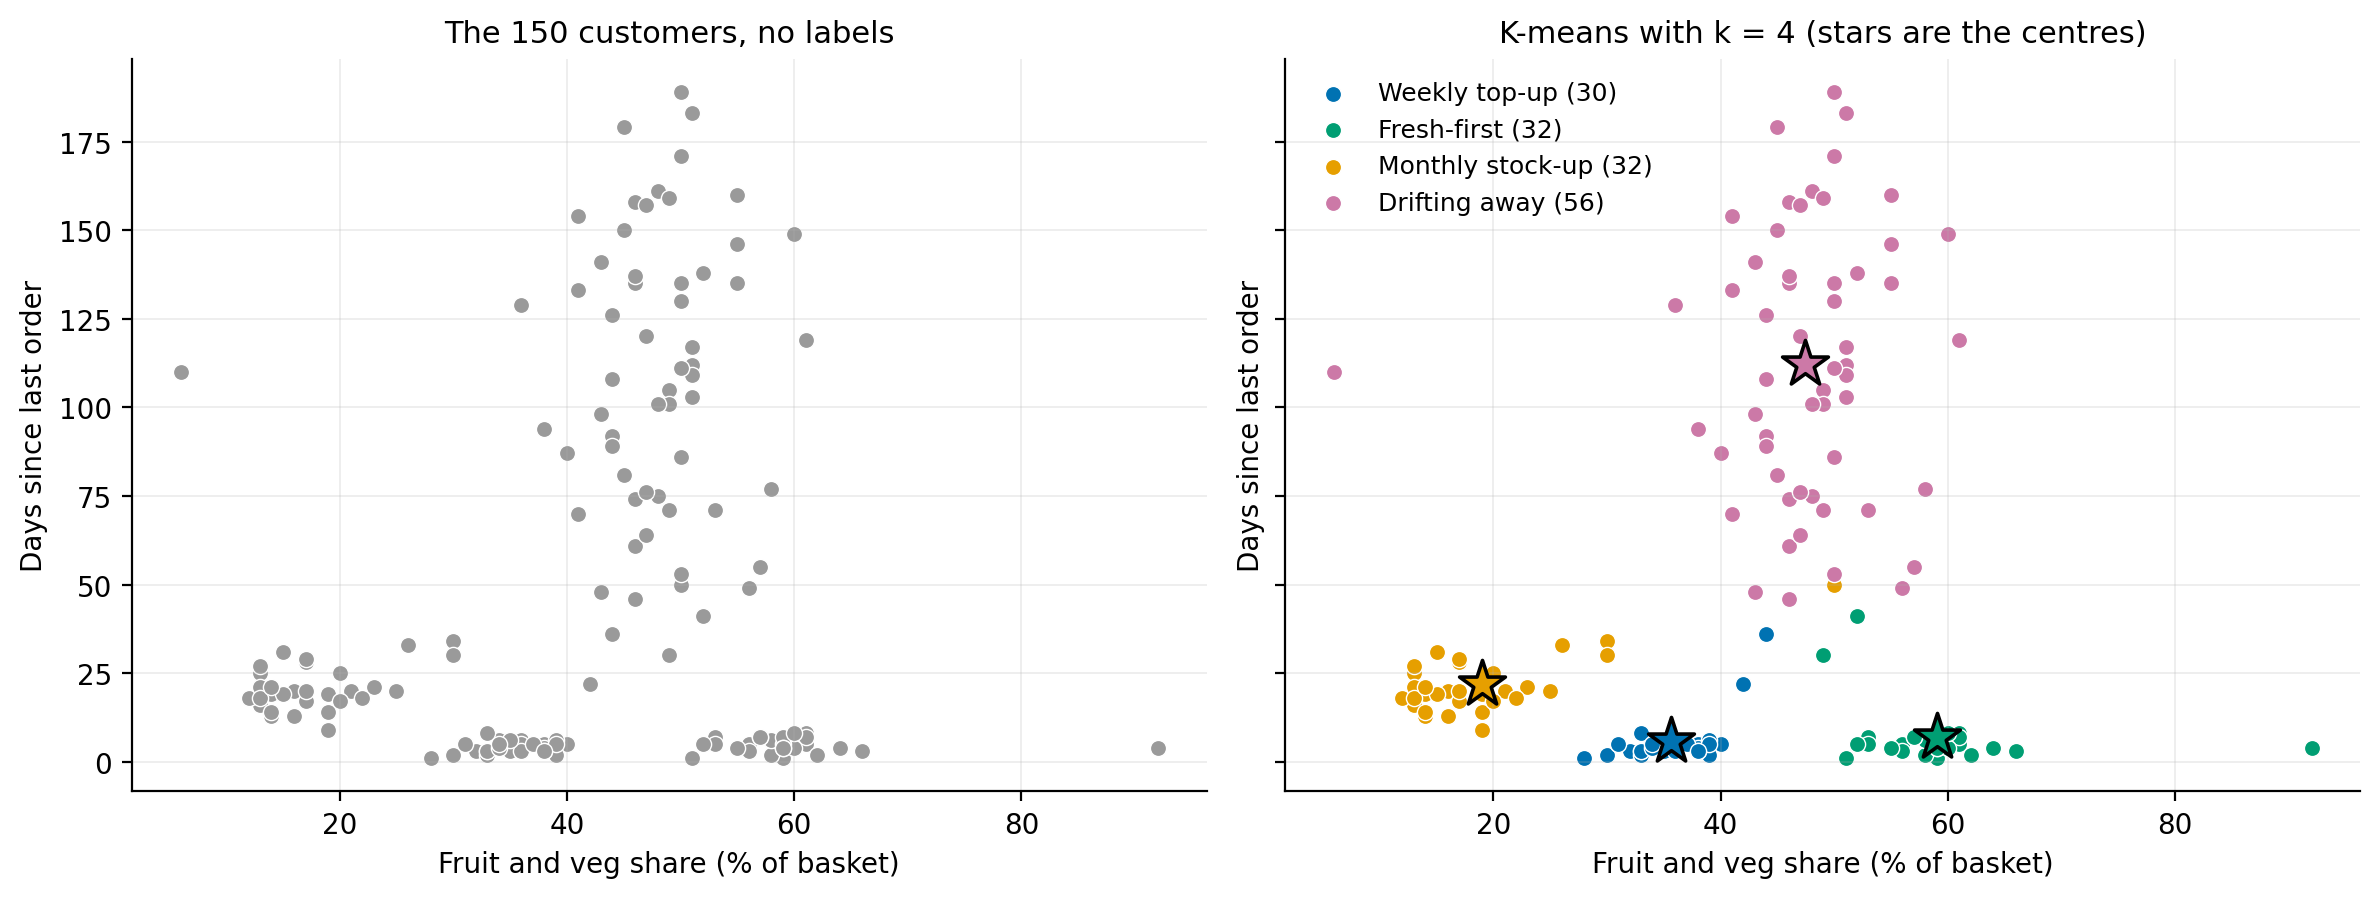 The 150 customers, no labels
Days since last order
175
150
125
100
75
50
25
0
20 40 60 80
Fruit and veg share (% of basket)
K-means with k = 4 (stars are the centres)
Weekly top-up (30)
Fresh-first (32)
Monthly stock-up (32)
Drifting away (56)
Days since last order
20 40 60 80
Fruit and veg share (% of basket)